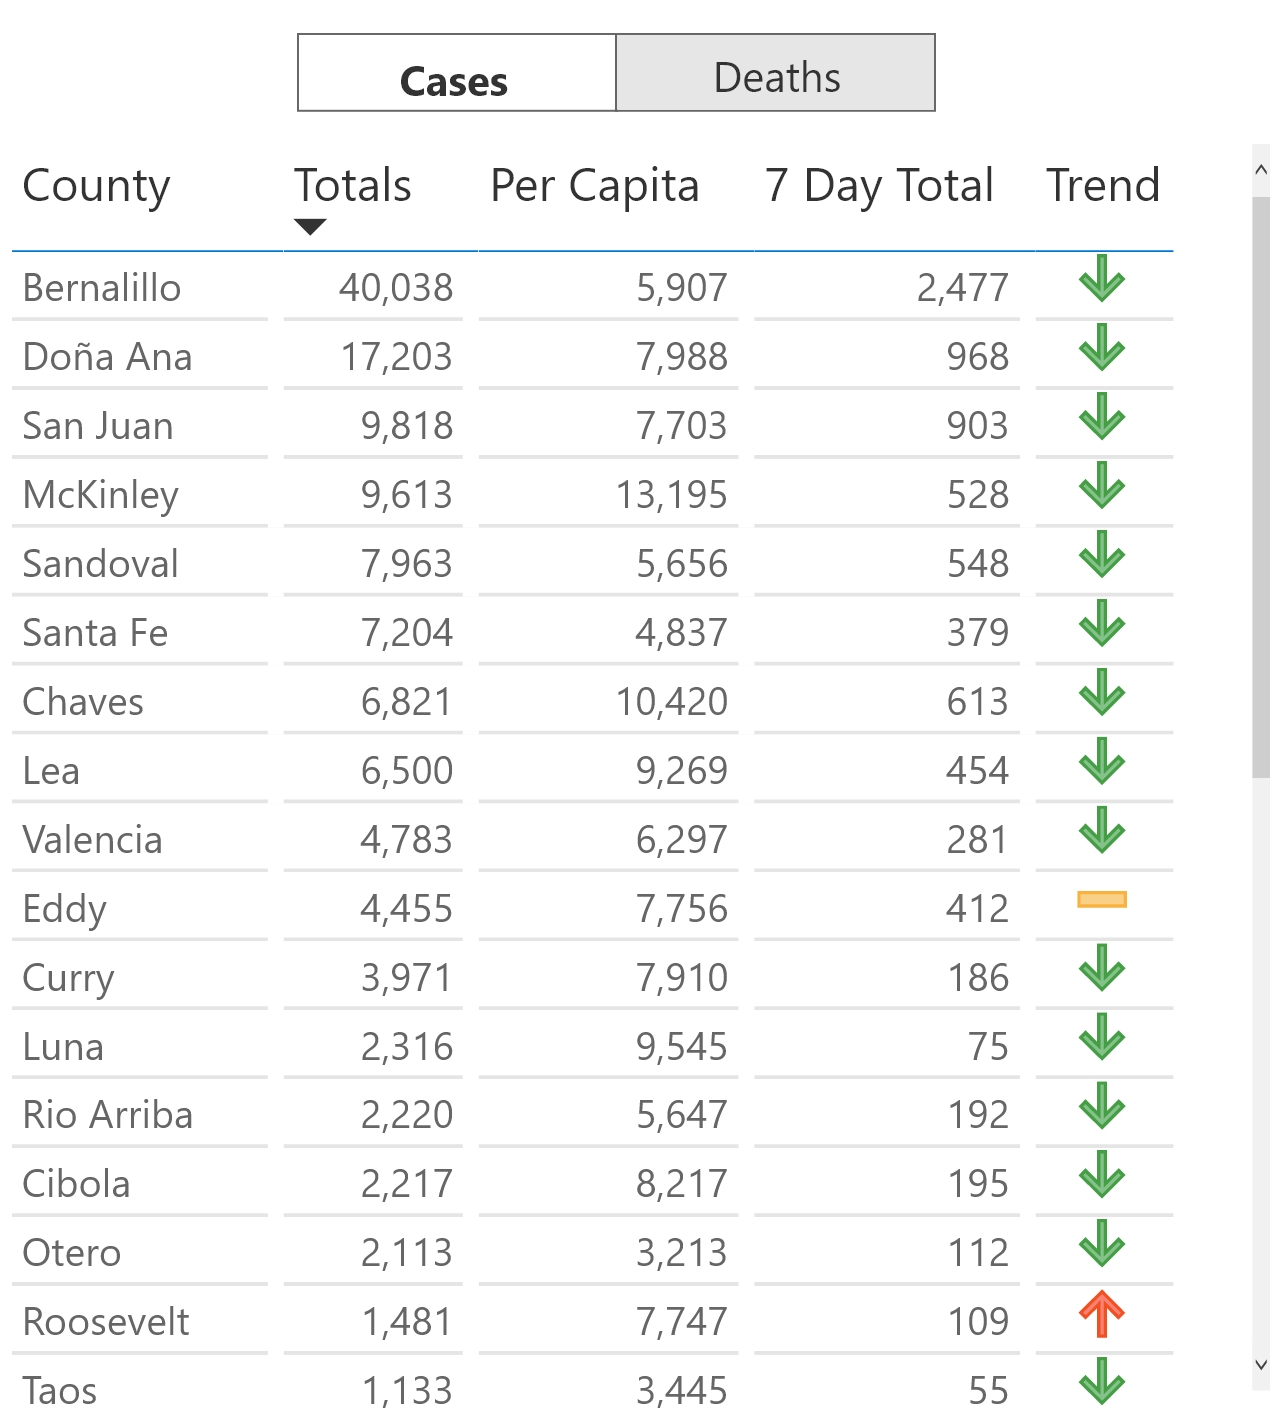 Cases Deaths
County Totals Per Capita 7 Day Total Trend
Bernalillo 40,038 5,907 2,477
Doña Ana 17,203 7,988 968
San Juan 9,818 7,703 903
McKinley 9,613 13,195 528
Sandoval 7,963 5,656 548
Santa Fe 7,204 4,837 379
Chaves 6,821 10,420 613
Lea 6,500 9,269 454
Valencia 4,783 6,297 281
Eddy 4,455 7,756 412
Curry 3,971 7,910 186
Luna 2,316 9,545 75
Rio Arriba 2,220 5,647 192
Cibola 2,217 8,217 195
Otero 2,113 3,213 112
Roosevelt 1,481 7,747 109
Taos 1,133 3,445 55